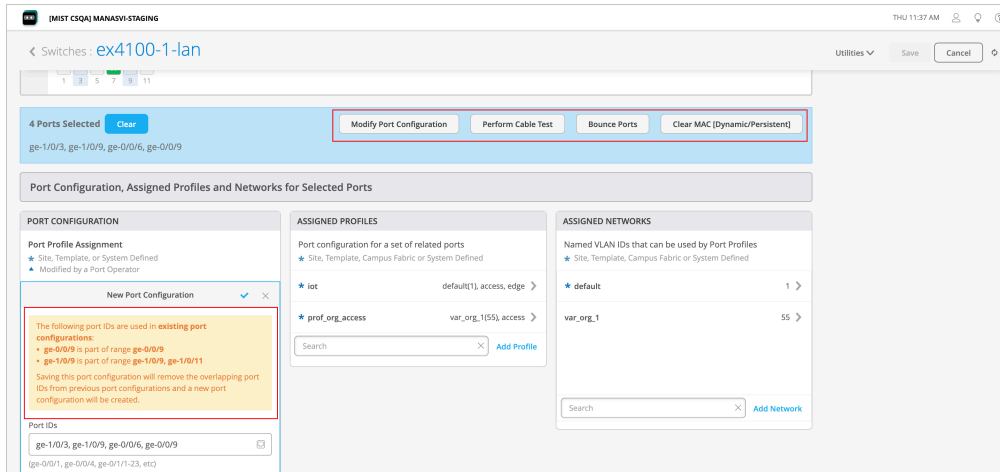 [MIST CSQA] MANASVI-STAGING
THU 11:37 AM
Switches : ex4100-1-lan
Utilities
Save
Cancel
1 3 5 7 9 11
4 Ports Selected Clear
Modify Port Configuration
Perform Cable Test
Bounce Ports
Clear MAC [Dynamic/Persistent]
ge-1/0/3, ge-1/0/9, ge-0/0/6, ge-0/0/9
Port Configuration, Assigned Profiles and Networks for Selected Ports
PORT CONFIGURATION
Port Profile Assignment
* Site, Template, or System Defined
▲ Modified by a Port Operator
New Port Configuration
The following port IDs are used in existing port
configurations:
• ge-0/0/9 is part of range ge-0/0/9
• ge-1/0/9 is part of range ge-1/0/9, ge-1/0/11
Saving this port configuration will remove the overlapping port
IDs from previous port configurations and a new port
configuration will be created.
Port IDs
ge-1/0/3, ge-1/0/9, ge-0/0/6, ge-0/0/9
(ge-0/0/1, ge-0/0/4, ge-0/1/1-23, etc)
ASSIGNED PROFILES
Port configuration for a set of related ports
* Site, Template, Campus Fabric or System Defined
* iot default(1), access, edge
* prof_org_access var_org_1(55), access
Search
Add Profile
ASSIGNED NETWORKS
Named VLAN IDs that can be used by Port Profiles
* Site, Template, Campus Fabric or System Defined
* default 1
var_org_1 55
Search
Add Network